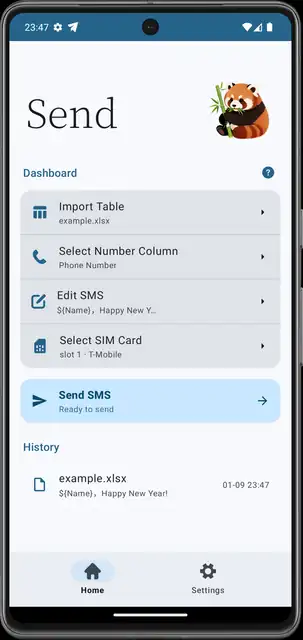 23:47
Send
Dashboard
?
Import Table
example.xlsx
Select Number Column
Phone Number
Edit SMS
${Name}, Happy New Y...
Select SIM Card
slot 1 · T-Mobile
Send SMS
Ready to send
History
example.xlsx
${Name}, Happy New Year!
01-09 23:47
Home
Settings